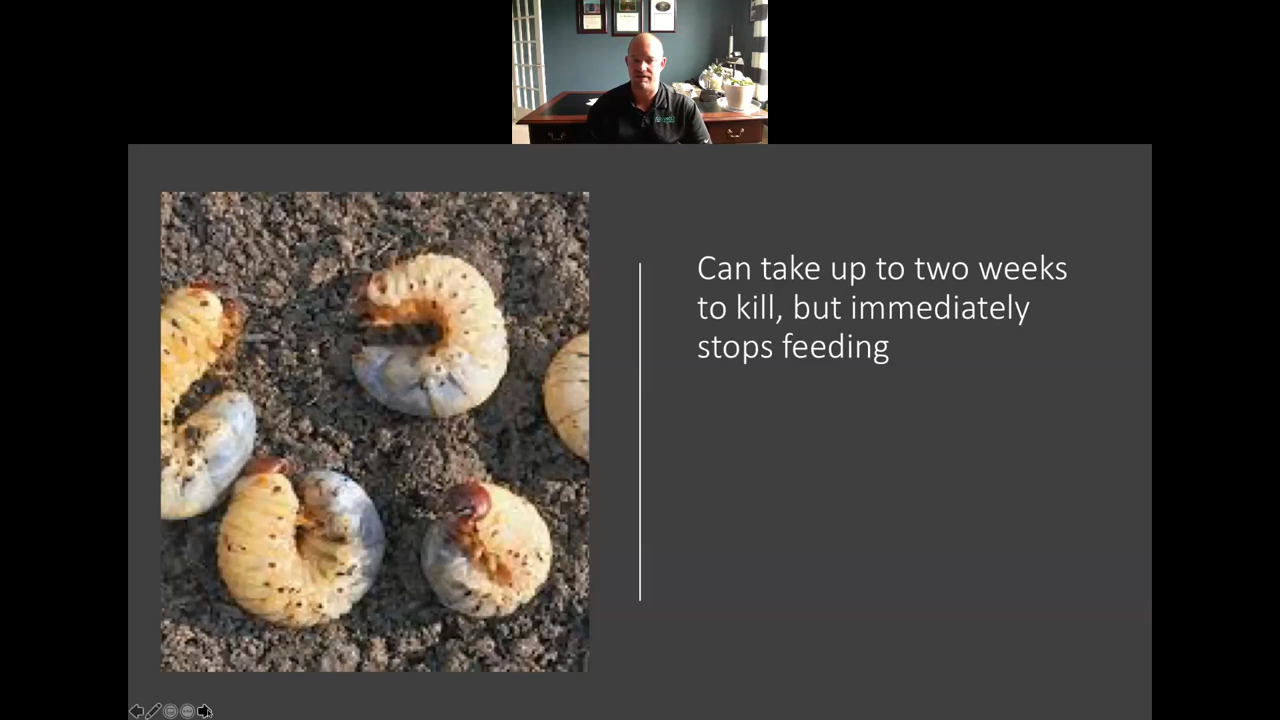 Can take up to two weeks
to kill, but immediately
stops feeding